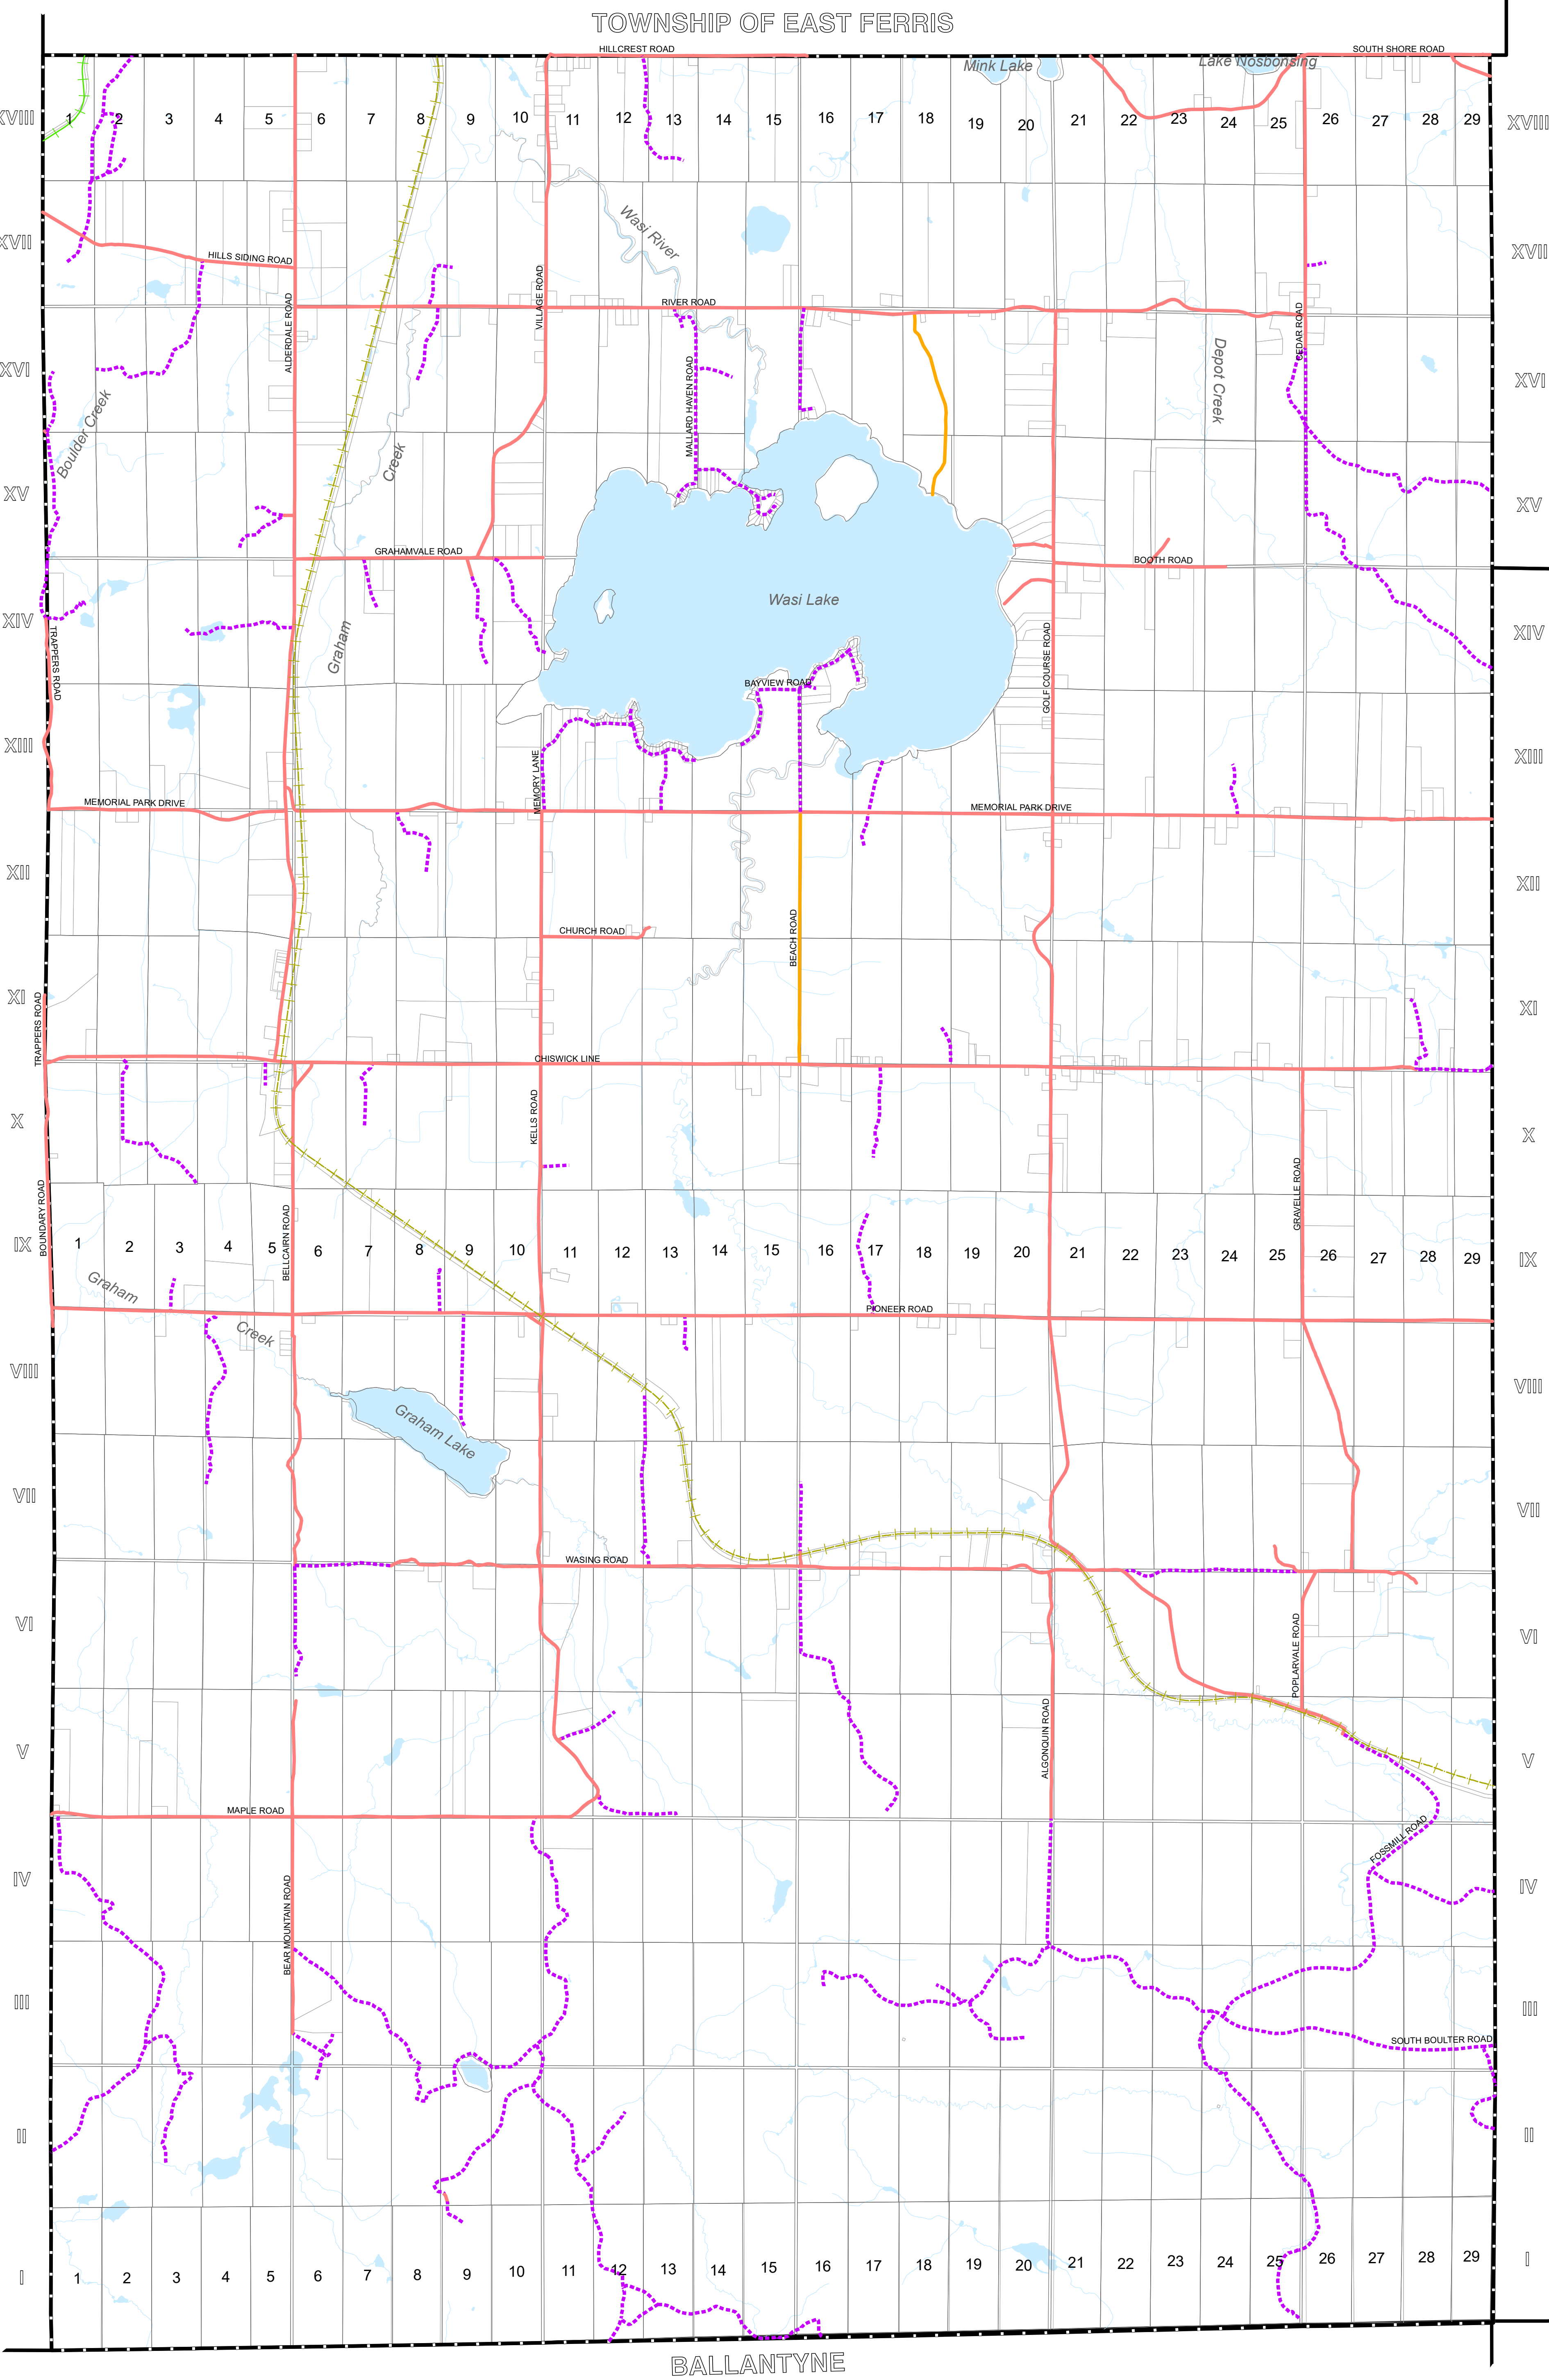 TOWNSHIP OF EAST FERRIS
HILLCREST ROAD
SOUTH SHORE ROAD
Mink Lake
Lake Nosbonsing
XVIII
1 2 3 4 5 6 7 8 9 10 11 12 13 14 15 16 17 18 19 20 21 22 23 24 25 26 27 28 29
XVIII
Wasi River
XVII
XVII
HILLS SIDING ROAD
ALDERDALE ROAD
VILLAGE ROAD
RIVER ROAD
CEDAR ROAD
XVI
XVI
MALLARD HAVEN ROAD
Depot Creek
Boulder Creek
Creek
XV
XV
GRAHAMVALE ROAD
BOOTH ROAD
Wasi Lake
XIV
XIV
TRAPPERS ROAD
Graham
GOLF COURSE ROAD
BAYVIEW ROAD
XIII
XIII
MEMORY LANE
MEMORIAL PARK DRIVE
MEMORIAL PARK DRIVE
XII
XII
CHURCH ROAD
BEACH ROAD
XI
XI
TRAPPERS ROAD
CHISWICK LINE
X
X
KELLS ROAD
BOUNDARY ROAD
BELLCAIRN ROAD
GRAVELLE ROAD
IX
1 2 3 4 5 6 7 8 9 10 11 12 13 14 15 16 17 18 19 20 21 22 23 24 25 26 27 28 29
IX
Graham
PIONEER ROAD
Creek
VIII
VIII
Graham Lake
VII
VII
WASING ROAD
VI
VI
POPLARVALE ROAD
ALGONQUIN ROAD
V
V
MAPLE ROAD
FOSSMILL ROAD
IV
IV
BEAR MOUNTAIN ROAD
III
III
SOUTH BOULTER ROAD
II
II
I
1 2 3 4 5 6 7 8 9 10 11 12 13 14 15 16 17 18 19 20 21 22 23 24 25 26 27 28 29
I
BALLANTYNE